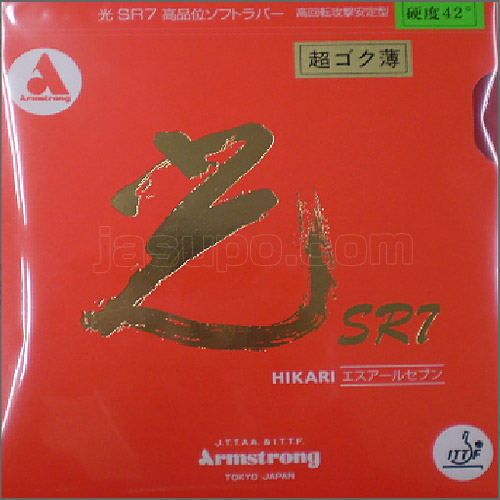 光 SR7 高品位ソフトラバー 高回転攻撃安定型 硬度42°
超ゴク薄
Armstrong
光
jasupo.com
SR7
HIKARI エスアールセブン
J.T.T.A.A. & I.T.T.F.
Armstrong
TOKYO JAPAN
ITTF